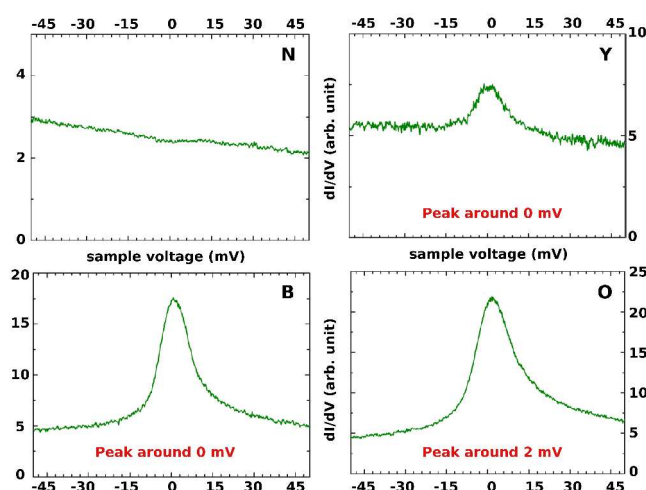 -45 -30 -15 0 15 30 45
-45 -30 -15 0 15 30 45
N
4
2
0
Y
10
5
0
dI/dV (arb. unit)
Peak around 0 mV
sample voltage (mV)
sample voltage (mV)
B
20
15
10
5
0
Peak around 0 mV
O
25
20
15
10
5
0
dI/dV (arb. unit)
Peak around 2 mV
-45 -30 -15 0 15 30 45
-45 -30 -15 0 15 30 45